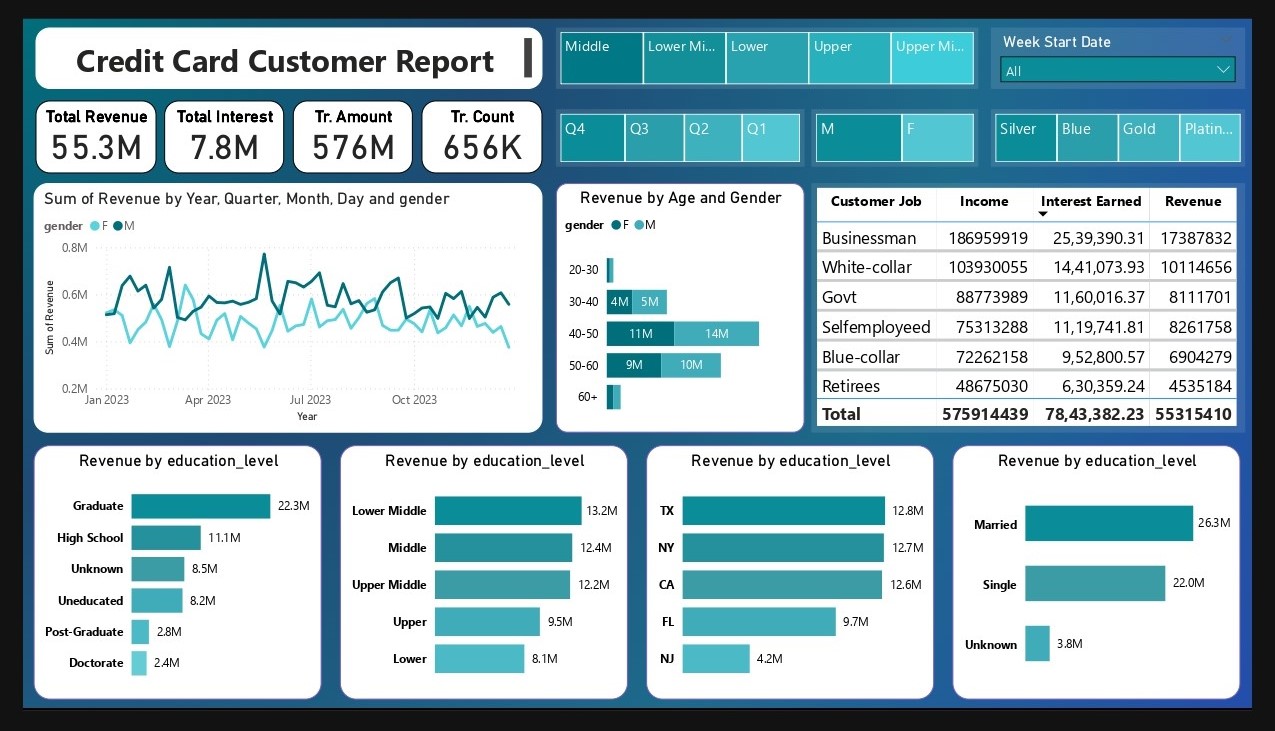 Credit Card Customer Report
Middle
Lower Mi...
Lower
Upper
Upper Mi...
Week Start Date
All
Total Revenue
55.3M
Total Interest
7.8M
Tr. Amount
576M
Tr. Count
656K
Q4
Q3
Q2
Q1
M
F
Silver
Blue
Gold
Platin...
Sum of Revenue by Year, Quarter, Month, Day and gender
gender F M
Sum of Revenue
0.8M
0.6M
0.4M
0.2M
Jan 2023
Apr 2023
Jul 2023
Oct 2023
Year
Revenue by Age and Gender
gender F M
20-30
30-40 4M 5M
40-50 11M 14M
50-60 9M 10M
60+
Customer Job Income Interest Earned Revenue
Businessman 186959919 25,39,390.31 17387832
White-collar 103930055 14,41,073.93 10114656
Govt 88773989 11,60,016.37 8111701
Selfemployeed 75313288 11,19,741.81 8261758
Blue-collar 72262158 9,52,800.57 6904279
Retirees 48675030 6,30,359.24 4535184
Total 575914439 78,43,382.23 55315410
Revenue by education_level
Graduate 22.3M
High School 11.1M
Unknown 8.5M
Uneducated 8.2M
Post-Graduate 2.8M
Doctorate 2.4M
Revenue by education_level
Lower Middle 13.2M
Middle 12.4M
Upper Middle 12.2M
Upper 9.5M
Lower 8.1M
Revenue by education_level
TX 12.8M
NY 12.7M
CA 12.6M
FL 9.7M
NJ 4.2M
Revenue by education_level
Married 26.3M
Single 22.0M
Unknown 3.8M